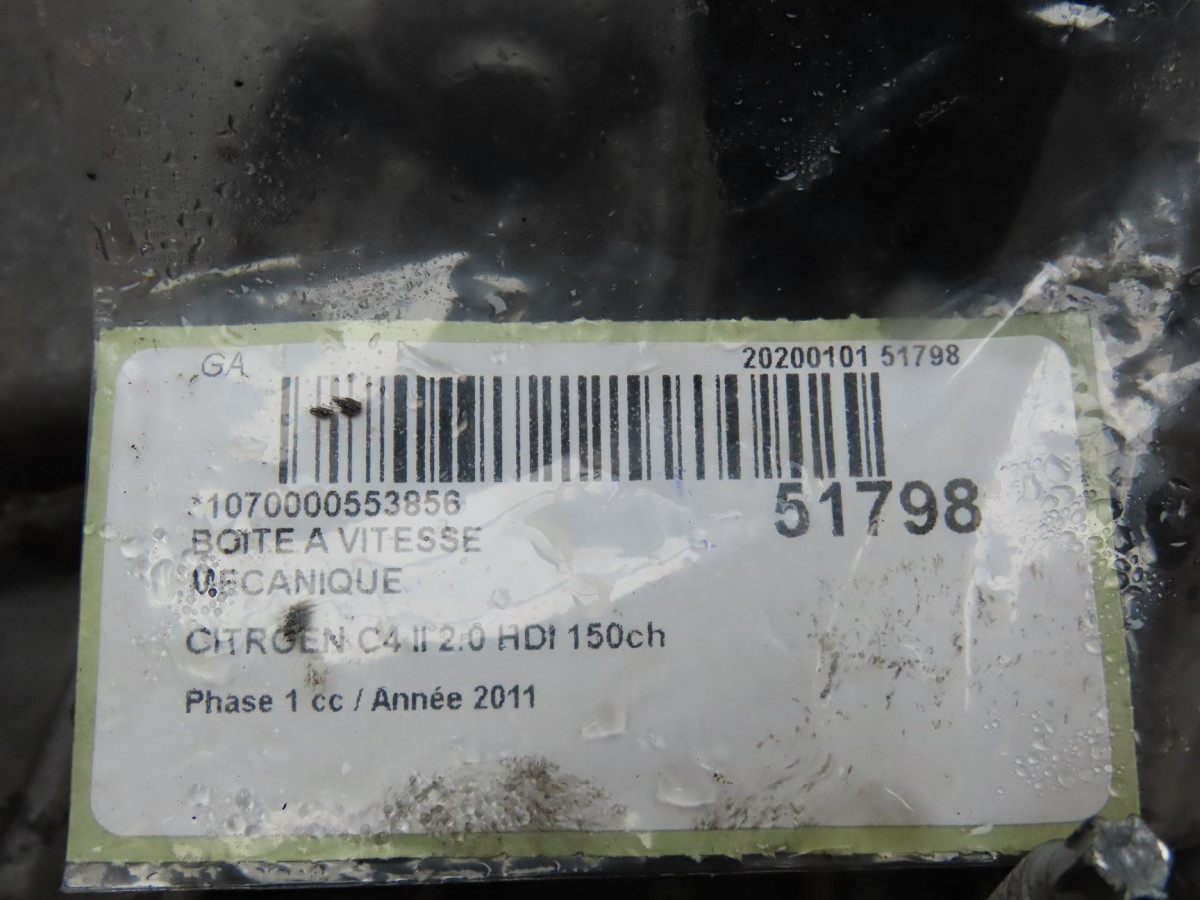 GA
20200101 51798
*1070000553856
51798
BOITE A VITESSE
MECANIQUE
CITROEN C4 II 2.0 HDI 150ch
Phase 1 cc / Année 2011